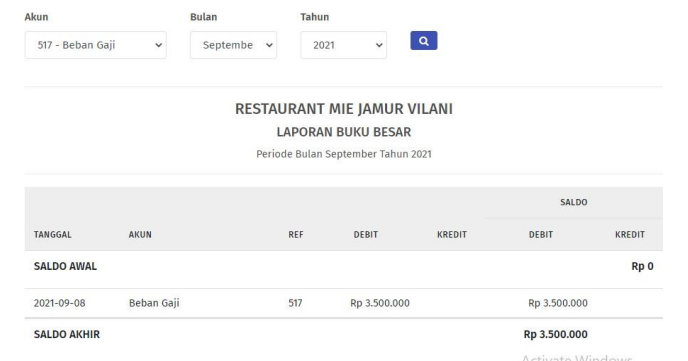 Akun Bulan Tahun
517 - Beban Gaji Septembe 2021
RESTAURANT MIE JAMUR VILANI
LAPORAN BUKU BESAR
Periode Bulan September Tahun 2021
SALDO
TANGGAL AKUN REF DEBIT KREDIT DEBIT KREDIT
SALDO AWAL Rp 0
2021-09-08 Beban Gaji 517 Rp 3.500.000 Rp 3.500.000
SALDO AKHIR Rp 3.500.000
Activate Windows